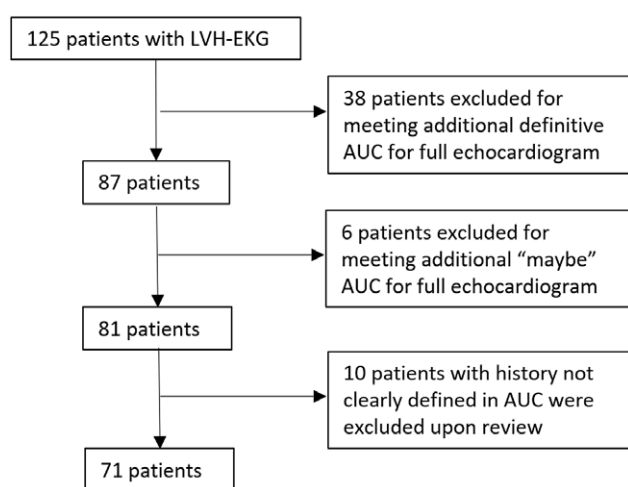 125 patients with LVH-EKG
38 patients excluded for
meeting additional definitive
AUC for full echocardiogram
87 patients
6 patients excluded for
meeting additional “maybe”
AUC for full echocardiogram
81 patients
10 patients with history not
clearly defined in AUC were
excluded upon review
71 patients